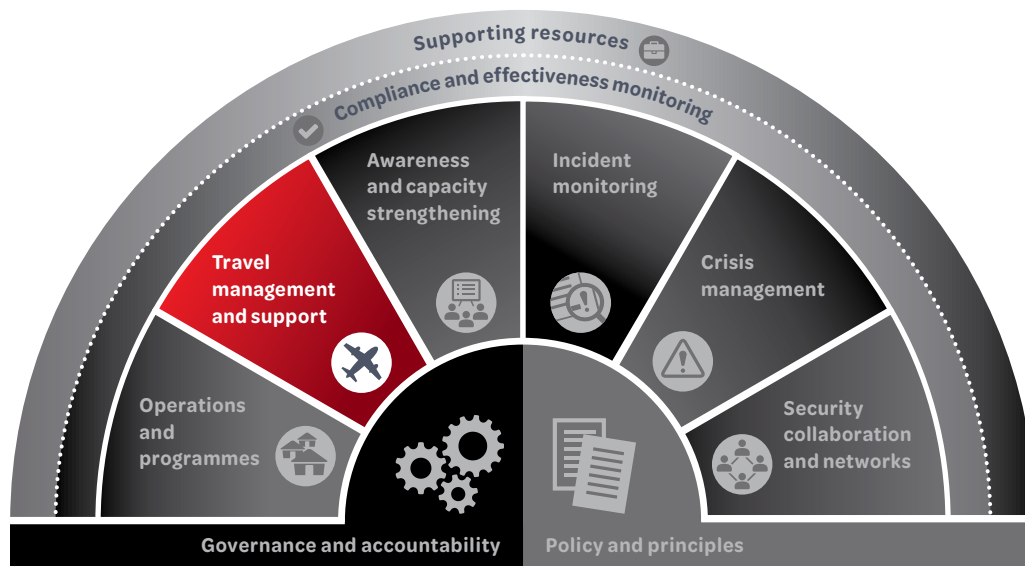 Supporting resources
Compliance and effectiveness monitoring
Operations
and
programmes
Travel
management
and support
Awareness
and capacity
strengthening
Incident
monitoring
Crisis
management
Security
collaboration
and networks
Governance and accountability
Policy and principles